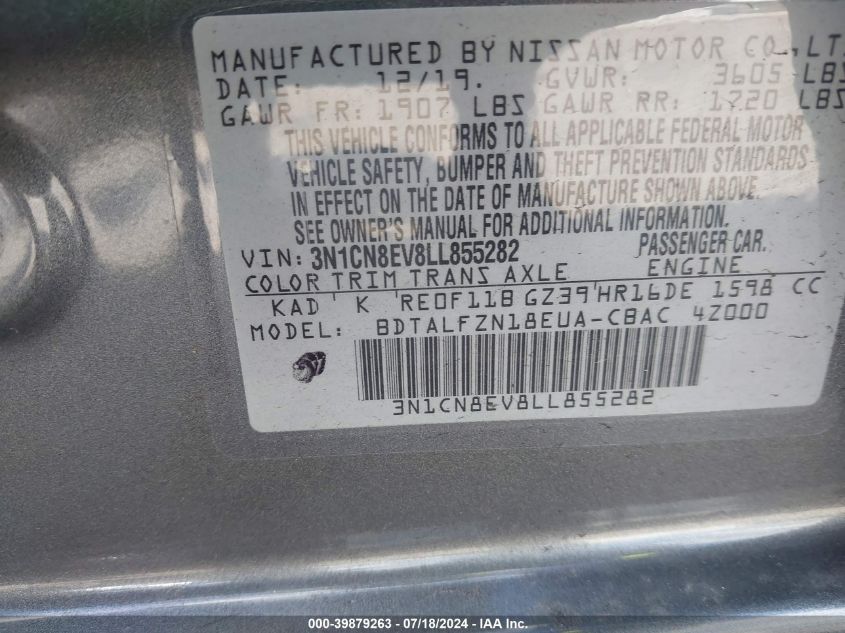 MANUFACTURED BY NISSAN MOTOR CO., LT
DATE: 12/19. GVWR: 3605 LBS
GAWR FR: 1907 LBS GAWR RR: 1720 LBS
THIS VEHICLE CONFORMS TO ALL APPLICABLE FEDERAL MOTOR
VEHICLE SAFETY, BUMPER AND THEFT PREVENTION STANDARDS
IN EFFECT ON THE DATE OF MANUFACTURE SHOWN ABOVE.
SEE OWNER'S MANUAL FOR ADDITIONAL INFORMATION.
VIN: 3N1CN8EV8LL855282 PASSENGER CAR.
COLOR TRIM TRANS AXLE ENGINE
KAD K RE0F11B GZ39 HR16DE 1598 CC
MODEL: BDTALFZN18EUA-CBAC 4Z000
3N1CN8EV8LL855282
000-39879263 - 07/18/2024 - IAA, Inc.